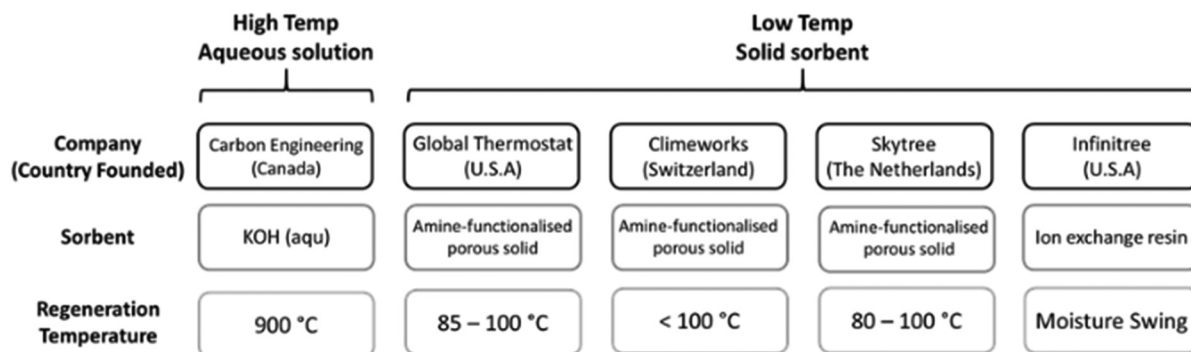 High Temp
Aqueous solution
Low Temp
Solid sorbent
Company
(Country Founded)
Carbon Engineering
(Canada)
Global Thermostat
(U.S.A)
Climeworks
(Switzerland)
Skytree
(The Netherlands)
Infinitree
(U.S.A)
Sorbent
KOH (aqu)
Amine-functionalised
porous solid
Amine-functionalised
porous solid
Amine-functionalised
porous solid
Ion exchange resin
Regeneration
Temperature
900 °C
85 – 100 °C
< 100 °C
80 – 100 °C
Moisture Swing